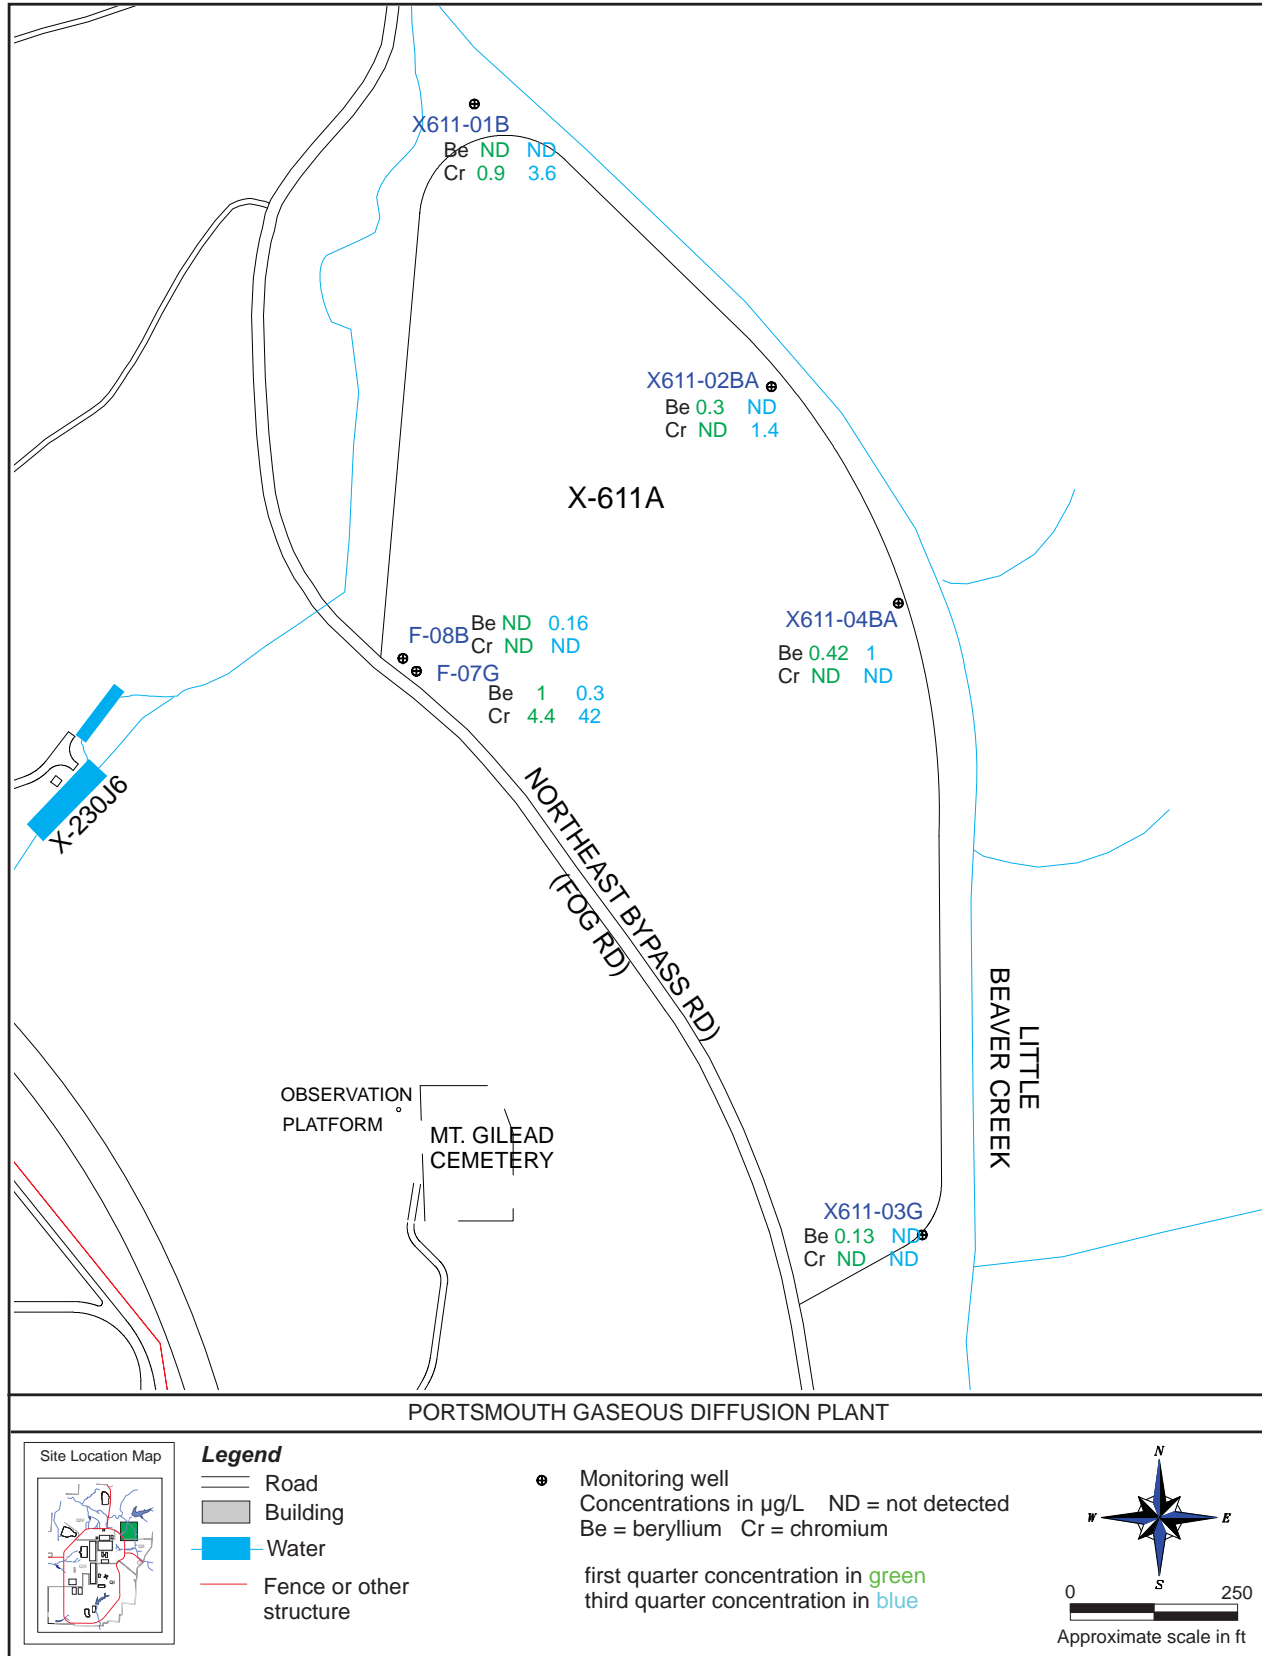 X611-01B
Be ND ND
Cr 0.9 3.6
X611-02BA
Be 0.3 ND
Cr ND 1.4
X-611A
X611-04BA
Be 0.42 1
Cr ND ND
F-08B
Be ND 0.16
Cr ND ND
F-07G
Be 1 0.3
Cr 4.4 42
X-230J6
NORTHEAST BYPASS RD)
(FOG RD)
LITTLE
BEAVER CREEK
OBSERVATION
PLATFORM
MT. GILEAD
CEMETERY
X611-03G
Be 0.13 ND
Cr ND ND
PORTSMOUTH GASEOUS DIFFUSION PLANT
Site Location Map
Legend
Road
Building
Water
Fence or other
structure
Monitoring well
Concentrations in µg/L ND = not detected
Be = beryllium Cr = chromium
first quarter concentration in green
third quarter concentration in blue
N
W
E
S
0 250
Approximate scale in ft